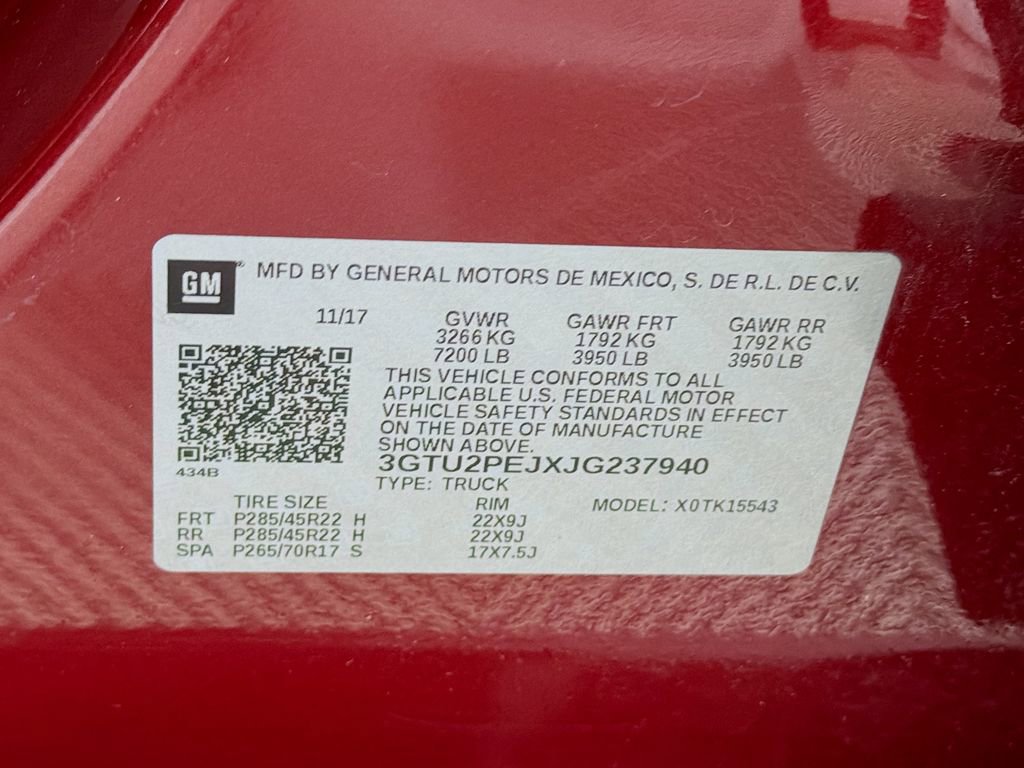 GM MFD BY GENERAL MOTORS DE MEXICO, S. DE R.L. DE C.V.
11/17 GVWR GAWR FRT GAWR RR
3266 KG 1792 KG 1792 KG
7200 LB 3950 LB 3950 LB
THIS VEHICLE CONFORMS TO ALL
APPLICABLE U.S. FEDERAL MOTOR
VEHICLE SAFETY STANDARDS IN EFFECT
ON THE DATE OF MANUFACTURE
SHOWN ABOVE.
434B 3GTU2PEJXJG237940
TYPE: TRUCK
TIRE SIZE RIM MODEL: X0TK15543
FRT P285/45R22 H 22X9J
RR P285/45R22 H 22X9J
SPA P265/70R17 S 17X7.5J